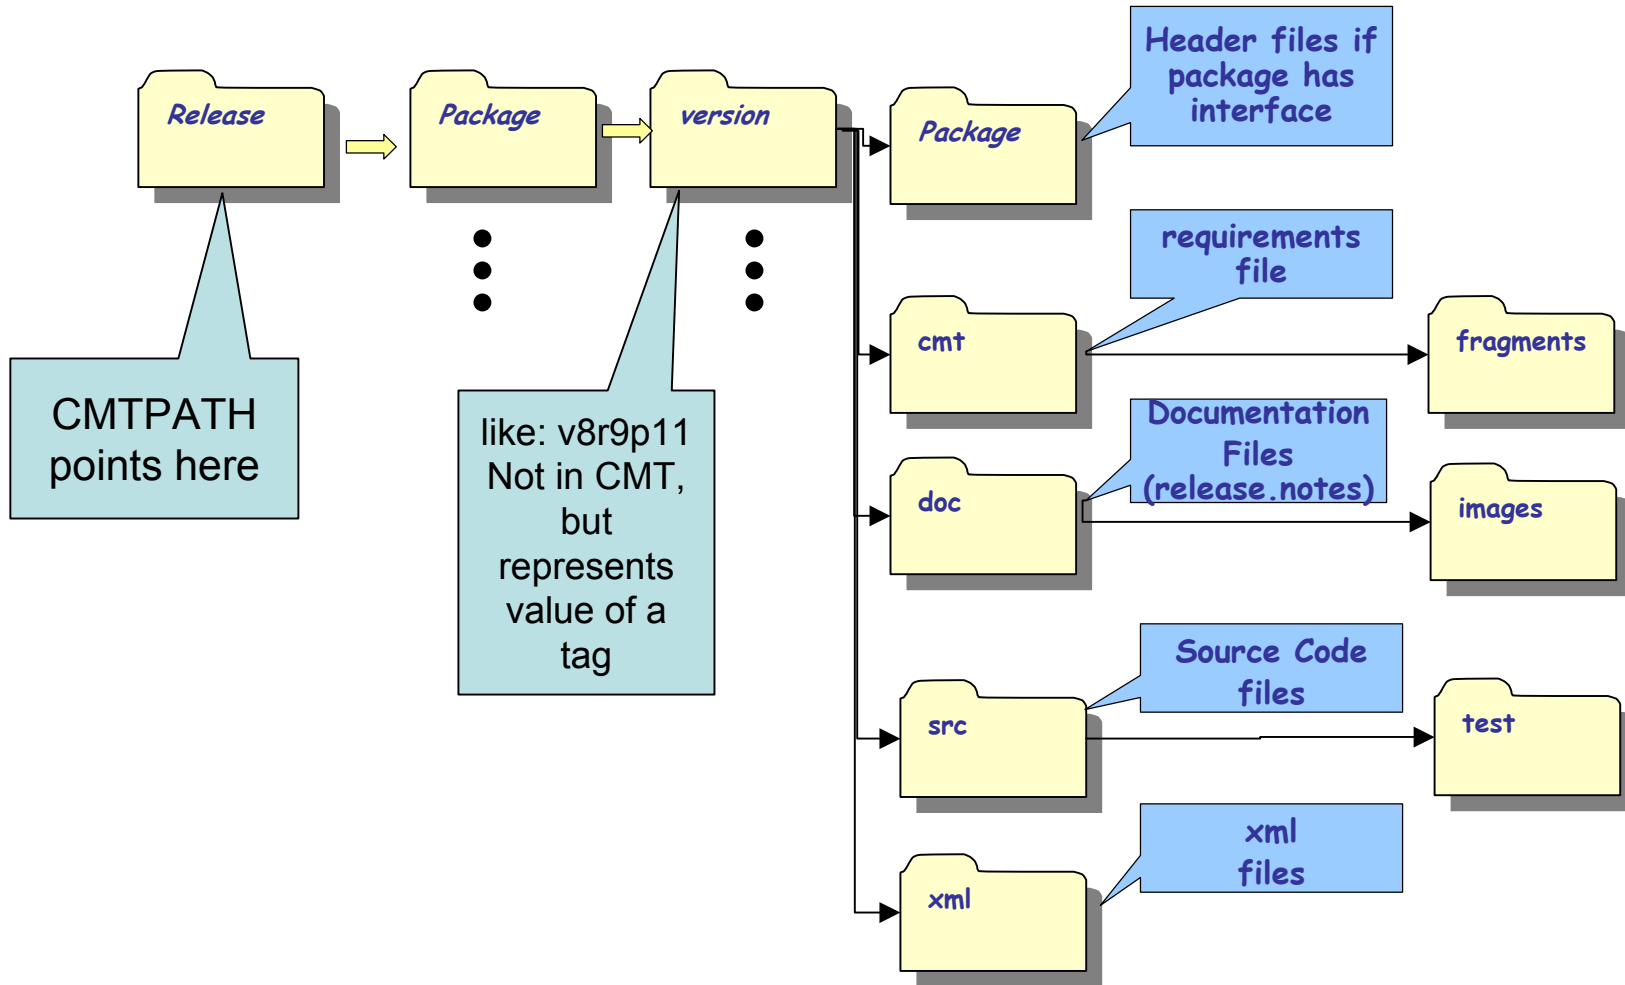 Release
Package
version
Package
Header files if
package has
interface
requirements
file
cmt
fragments
CMTPATH
points here
like: v8r9p11
Not in CMT,
but
represents
value of a
tag
Documentation
Files
(release.notes)
doc
images
Source Code
files
src
test
xml
files
xml